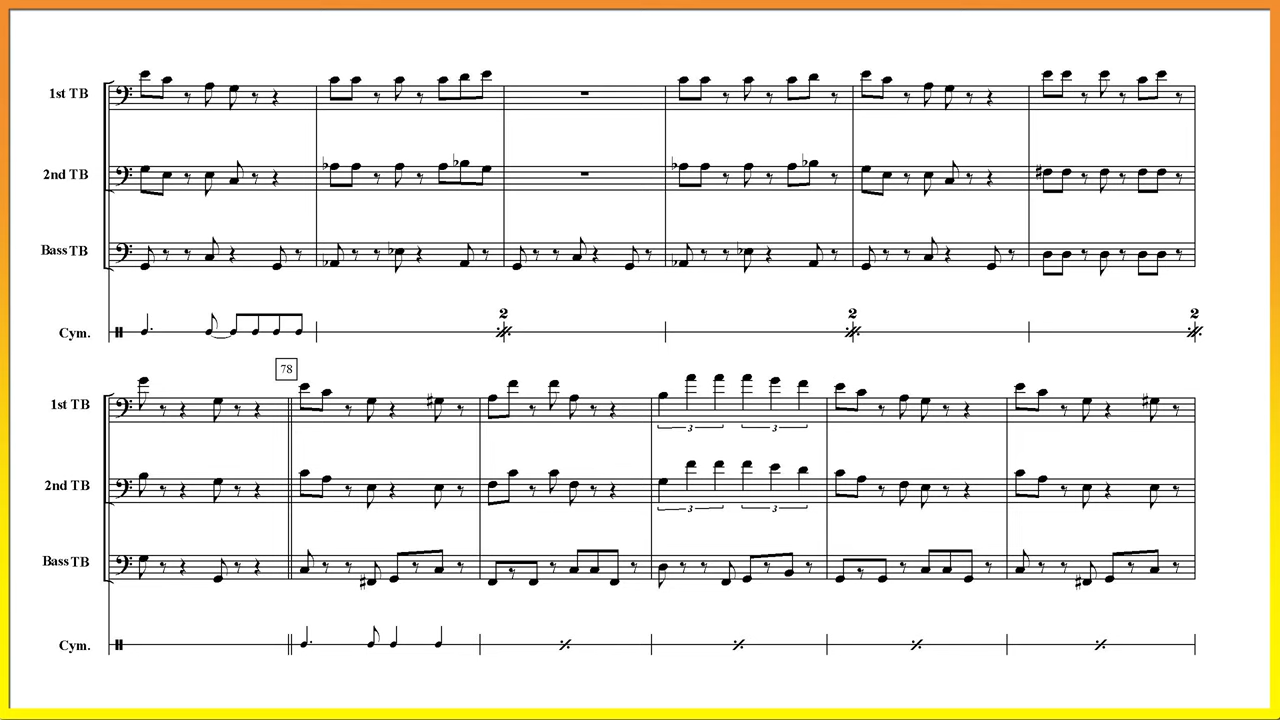 1st TB
2nd TB
Bass TB
Cym.
2 2 2
78
1st TB
3 3
2nd TB
3 3
Bass TB
Cym.